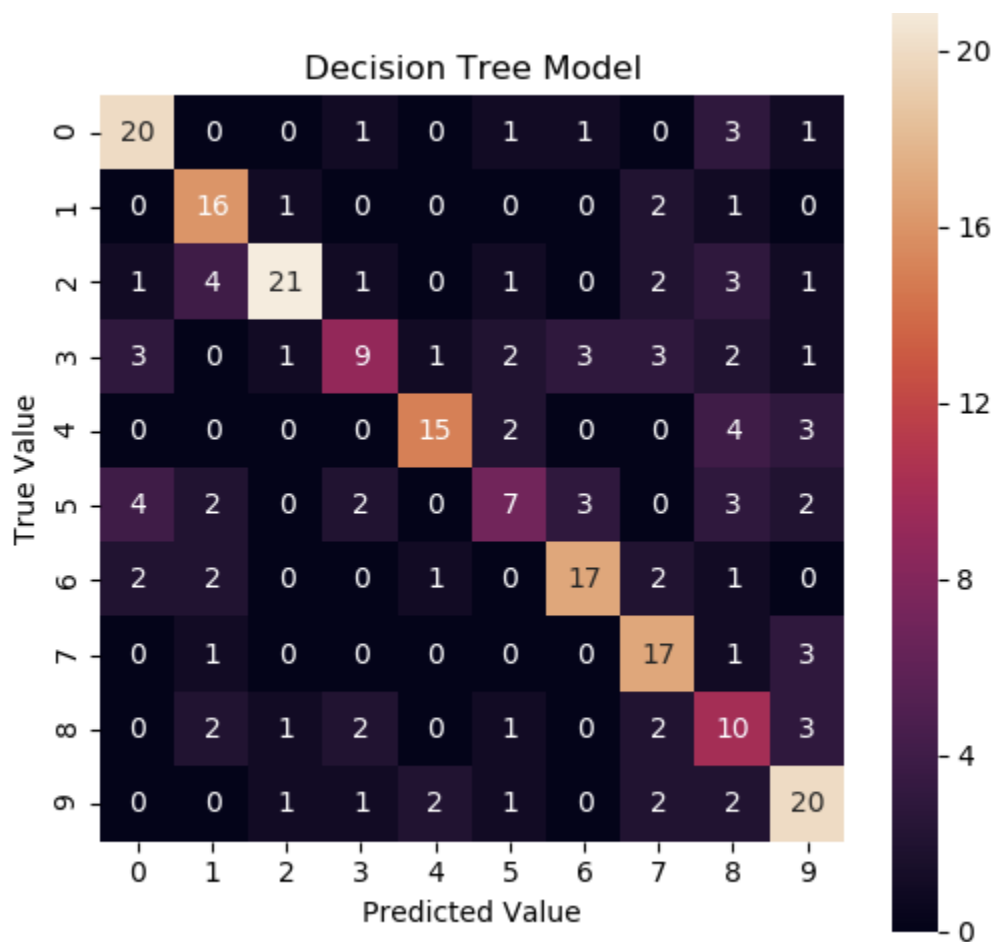 Decision Tree Model
0 20 0 0 1 0 1 1 0 3 1
1 0 16 1 0 0 0 0 2 1 0
2 1 4 21 1 0 1 0 2 3 1
3 3 0 1 9 1 2 3 3 2 1
4 0 0 0 0 15 2 0 0 4 3
5 4 2 0 2 0 7 3 0 3 2
6 2 2 0 0 1 0 17 2 1 0
7 0 1 0 0 0 0 0 17 1 3
8 0 2 1 2 0 1 0 2 10 3
9 0 0 1 1 2 1 0 2 2 20
0 1 2 3 4 5 6 7 8 9
Predicted Value
True Value
20
16
12
8
4
0